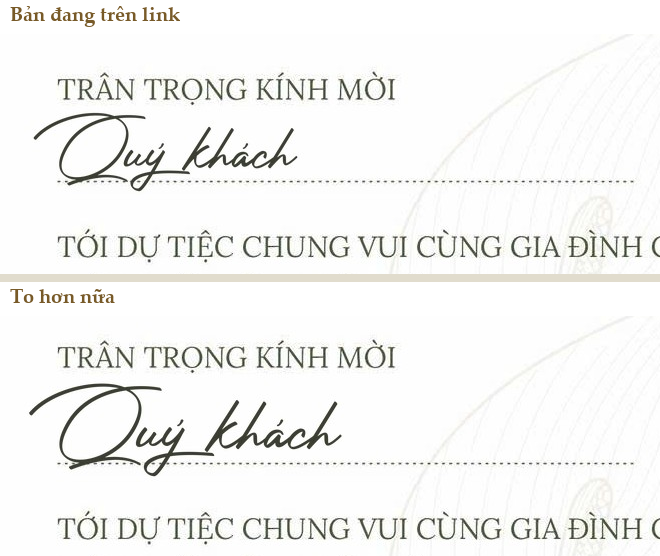 Bản đang trên link
TRÂN TRỌNG KÍNH MỜI
Quý khách
TỚI DỰ TIỆC CHUNG VUI CÙNG GIA ĐÌNH
To hơn nữa
TRÂN TRỌNG KÍNH MỜI
Quý khách
TỚI DỰ TIỆC CHUNG VUI CÙNG GIA ĐÌNH